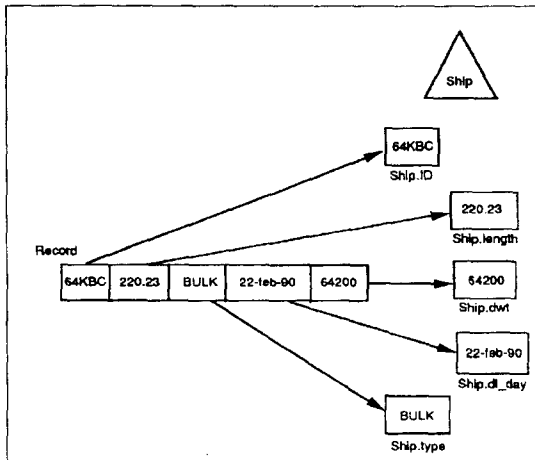 Ship
64KBC
Ship.ID
220.23
Ship.length
Record
64KBC 220.23 BULK 22-feb-90 64200
64200
Ship.dwt
22-feb-90
Ship.dl_day
BULK
Ship.type